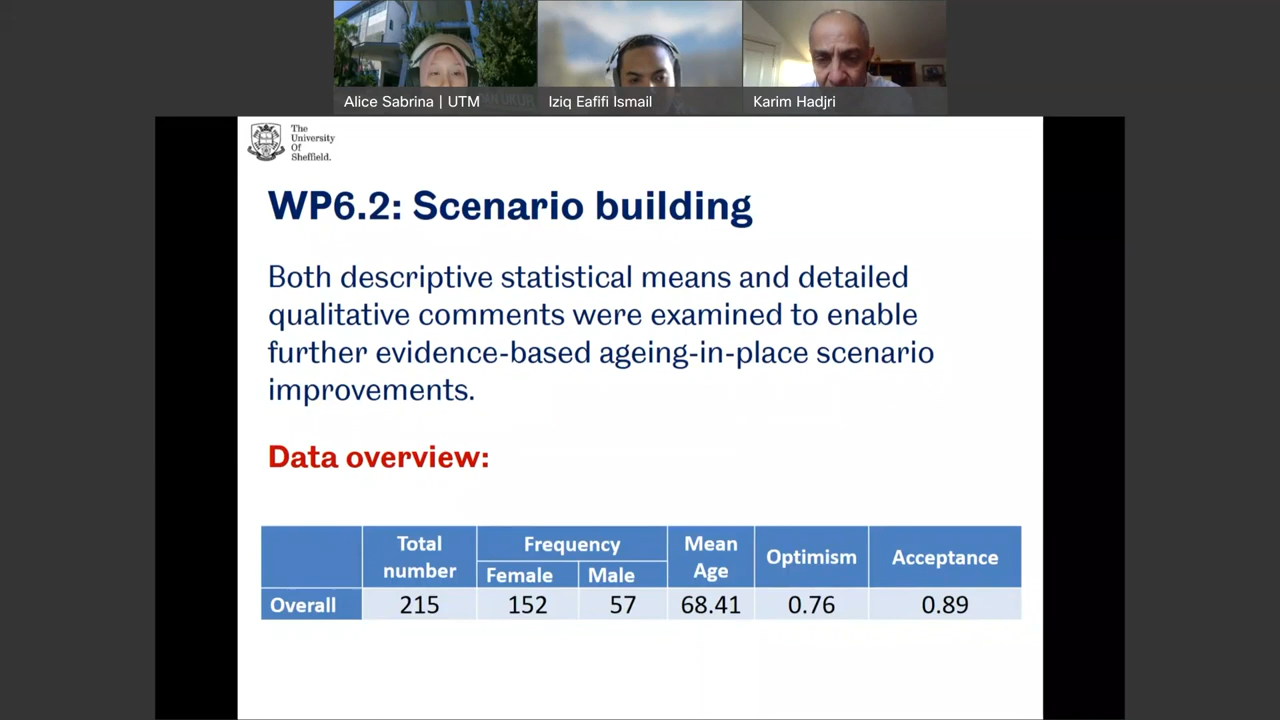 Alice Sabrina | UTM
Iziq Eafifi Ismail
Karim Hadjri
The
University
Of
Sheffield.
WP6.2: Scenario building
Both descriptive statistical means and detailed
qualitative comments were examined to enable
further evidence-based ageing-in-place scenario
improvements.
Data overview:
Total number
Frequency
Mean Age
Optimism
Acceptance
Female
Male
Overall
215
152
57
68.41
0.76
0.89